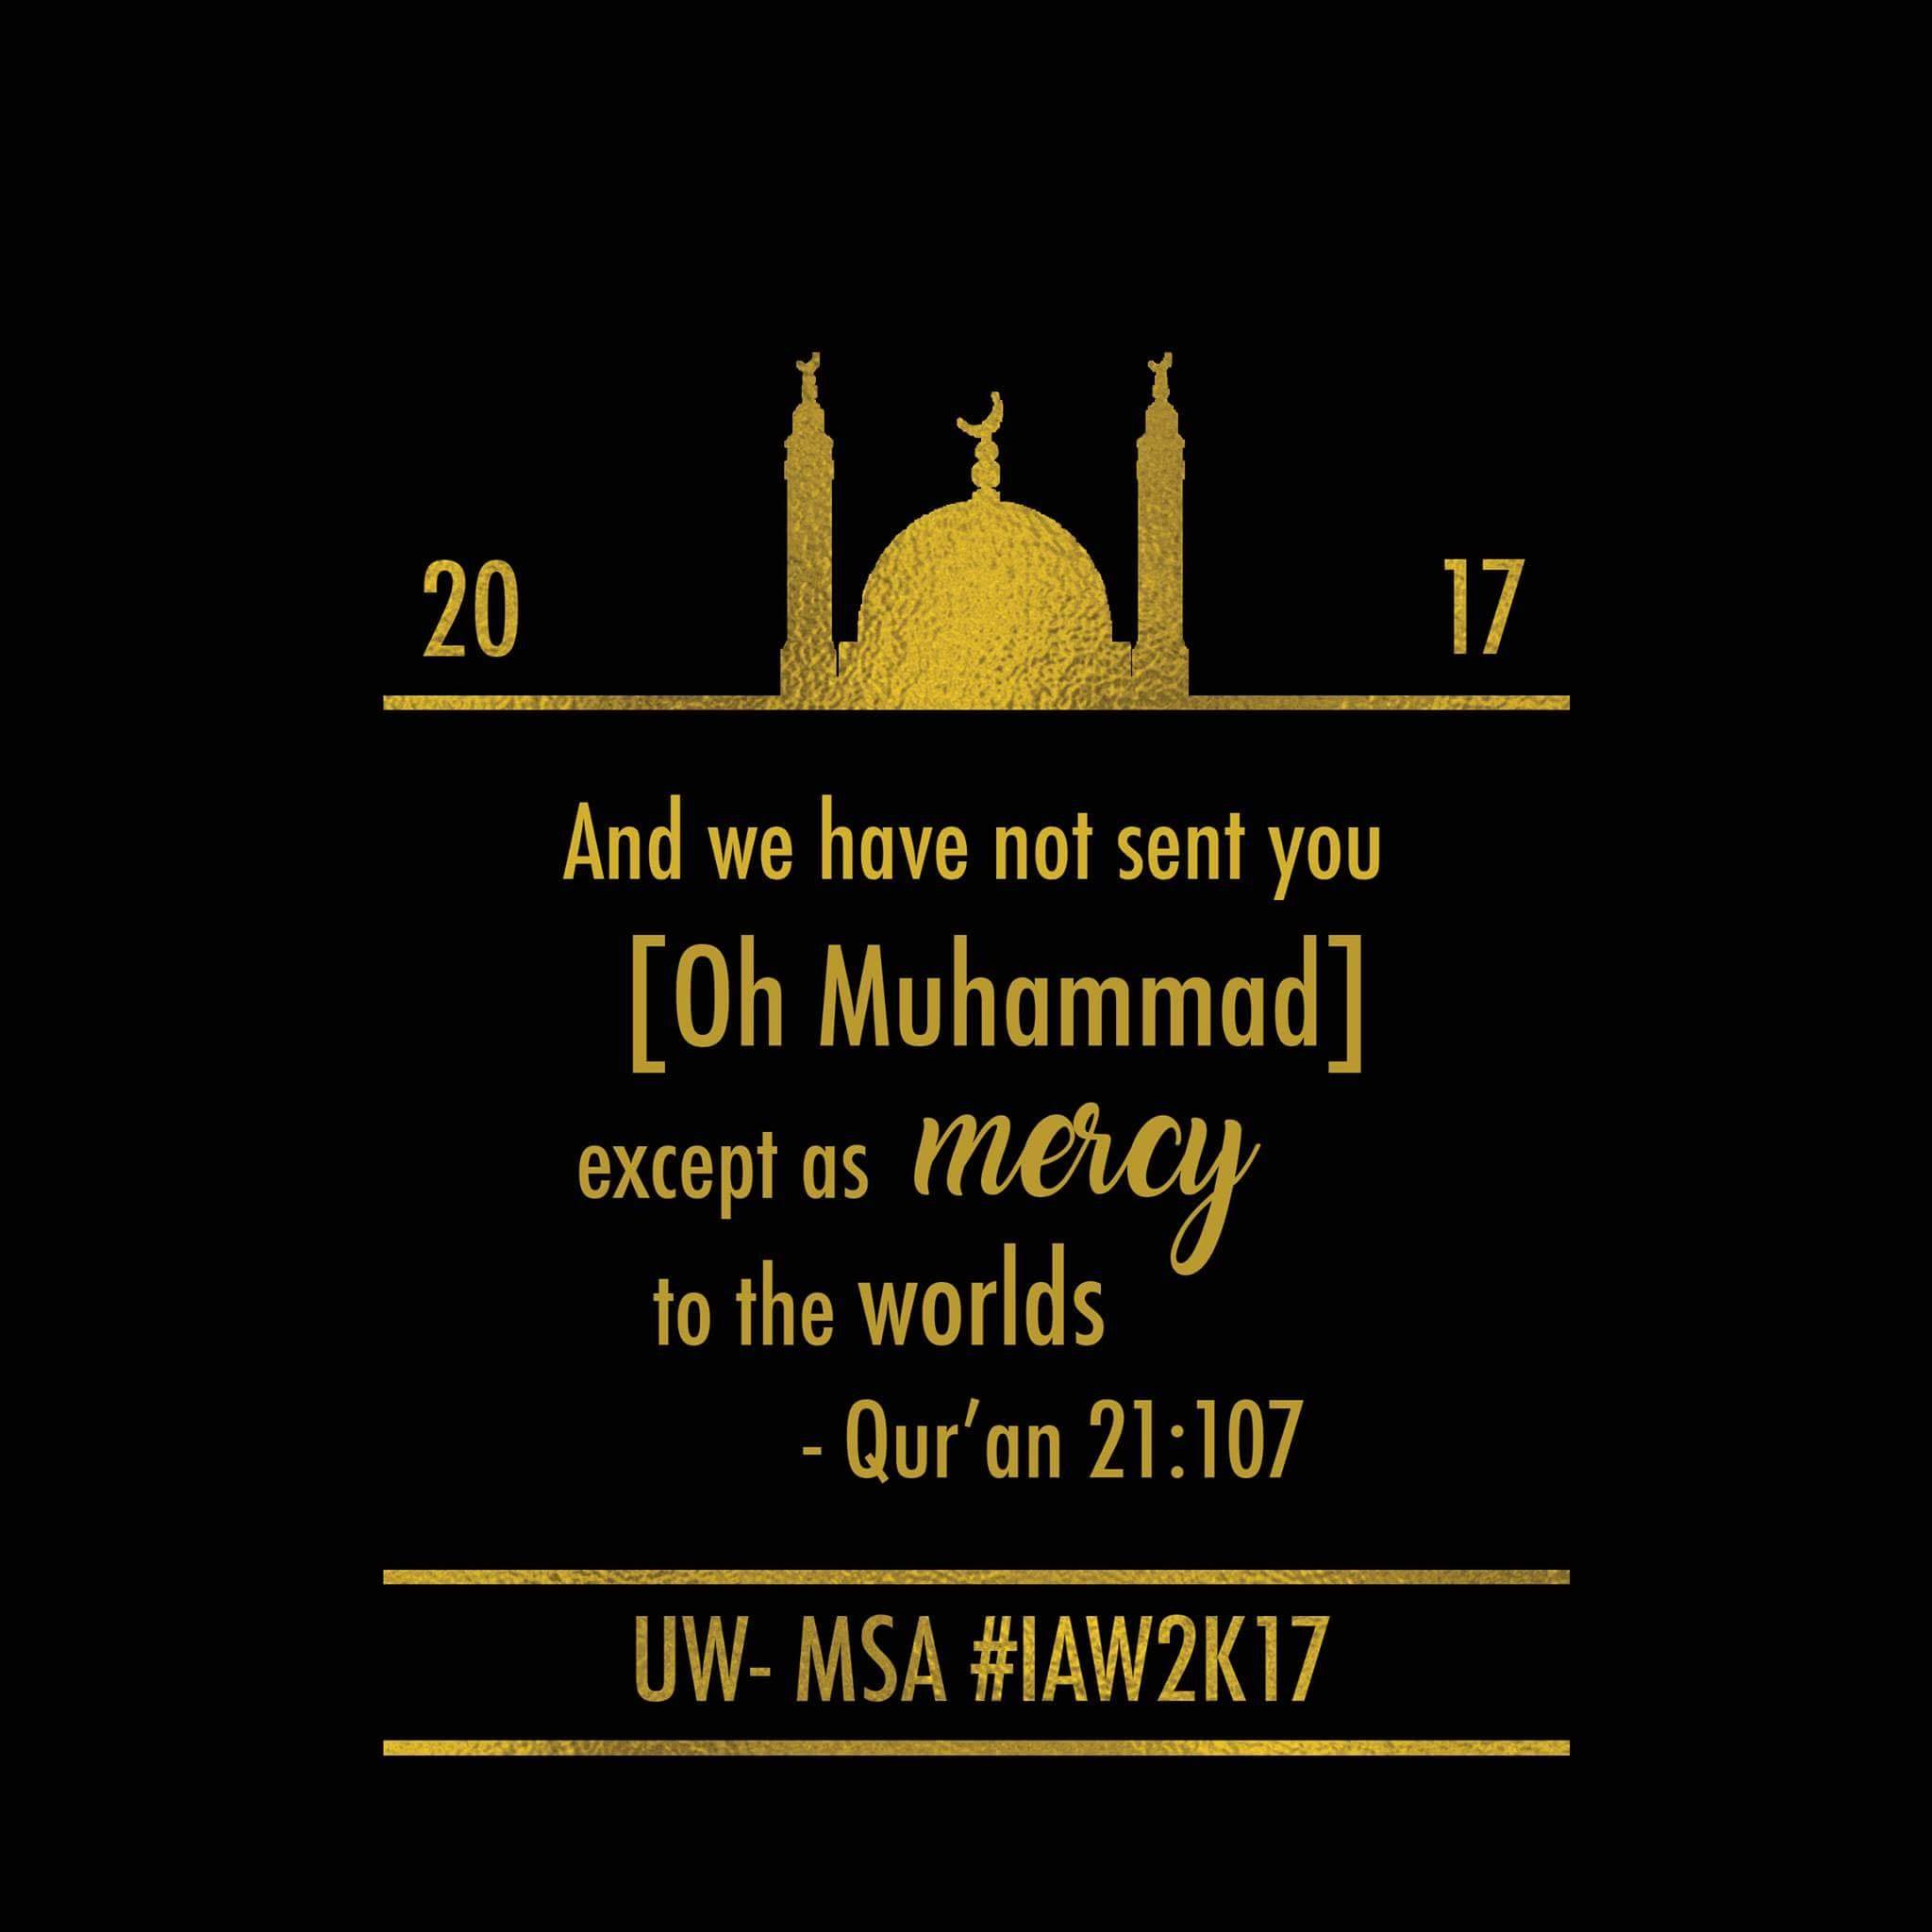 20 17
And we have not sent you
[Oh Muhammad]
except as mercy
to the worlds
- Qur’an 21:107
UW- MSA #IAW2K17